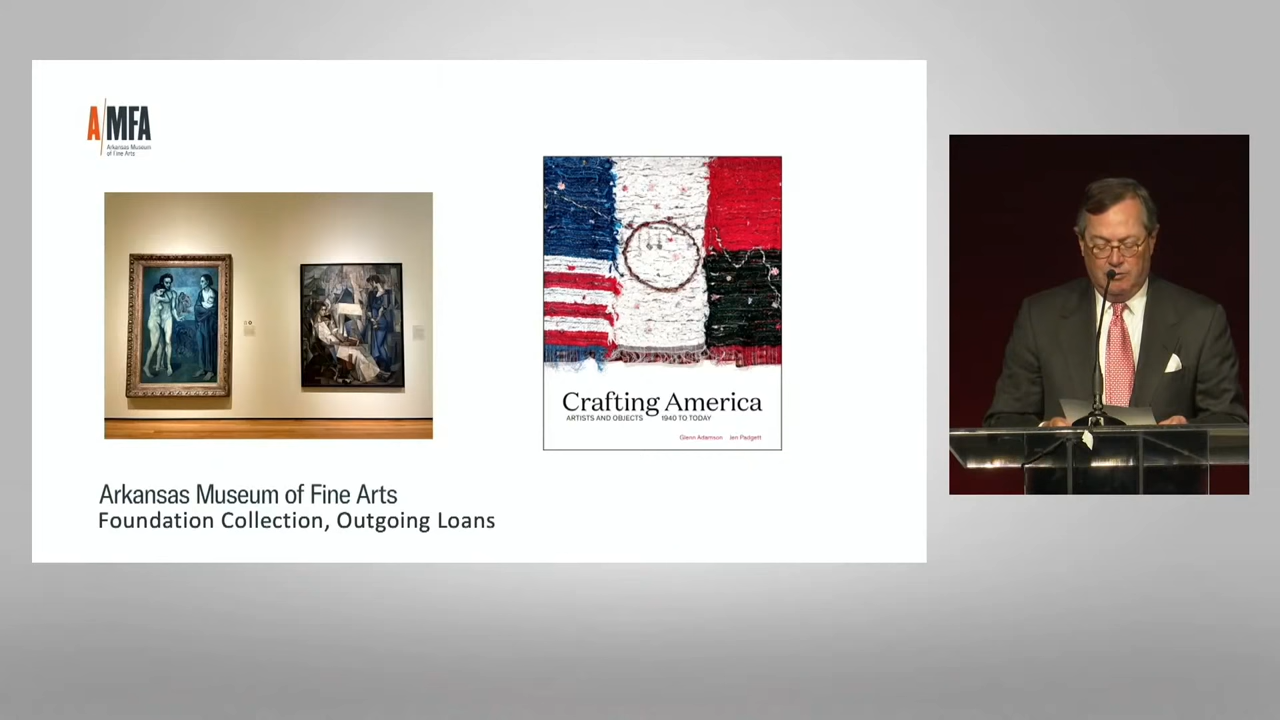 A/MFA
Arkansas Museum
of Fine Arts
Crafting America
ARTISTS AND OBJECTS 1940 TO TODAY
Glenn Adamson Jen Padgett
Arkansas Museum of Fine Arts
Foundation Collection, Outgoing Loans